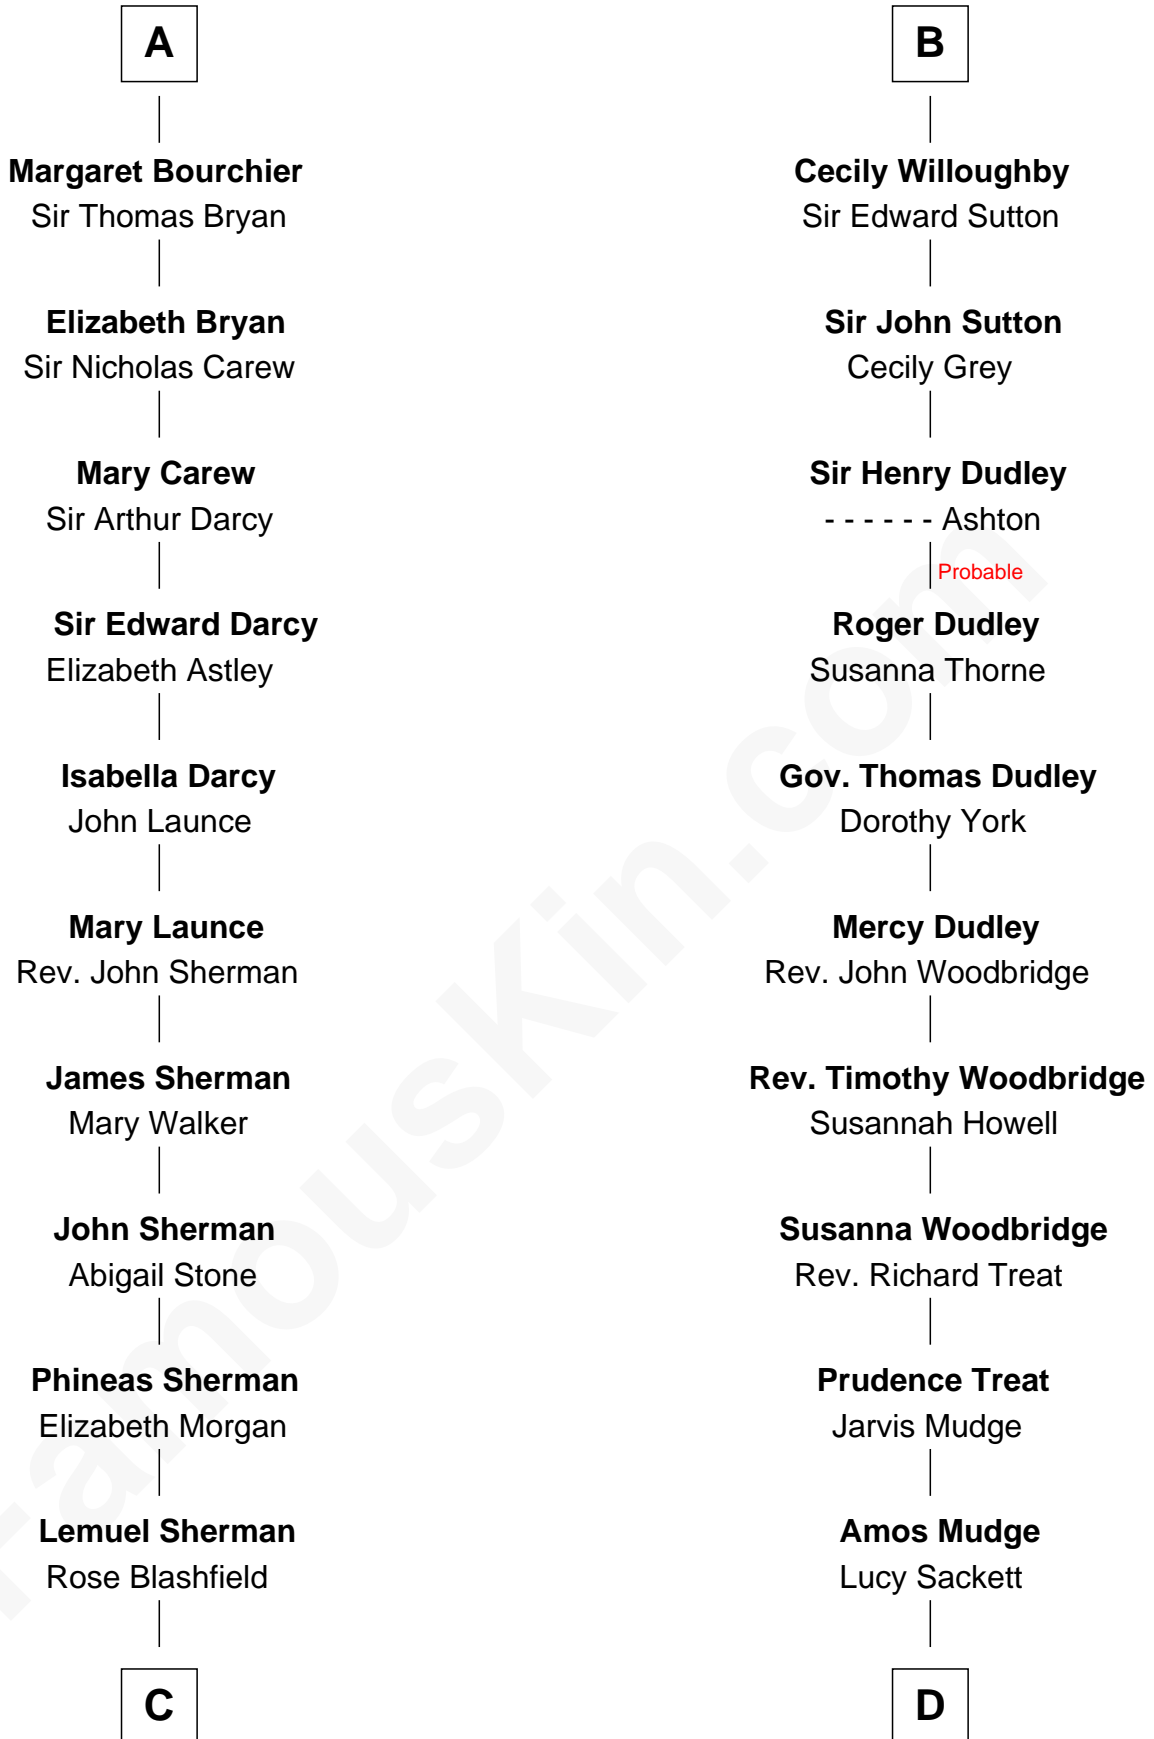 A
Margaret Bourchier
Sir Thomas Bryan
Elizabeth Bryan
Sir Nicholas Carew
Mary Carew
Sir Arthur Darcy
Sir Edward Darcy
Elizabeth Astley
Isabella Darcy
John Launce
Mary Launce
Rev. John Sherman
James Sherman
Mary Walker
John Sherman
Abigail Stone
Phineas Sherman
Elizabeth Morgan
Lemuel Sherman
Rose Blashfield
C
B
Cecily Willoughby
Sir Edward Sutton
Sir John Sutton
Cecily Grey
Sir Henry Dudley
- - - - - - Ashton
Probable
Roger Dudley
Susanna Thorne
Gov. Thomas Dudley
Dorothy York
Mercy Dudley
Rev. John Woodbridge
Rev. Timothy Woodbridge
Susannah Howell
Susanna Woodbridge
Rev. Richard Treat
Prudence Treat
Jarvis Mudge
Amos Mudge
Lucy Sackett
D
FamousKin.com